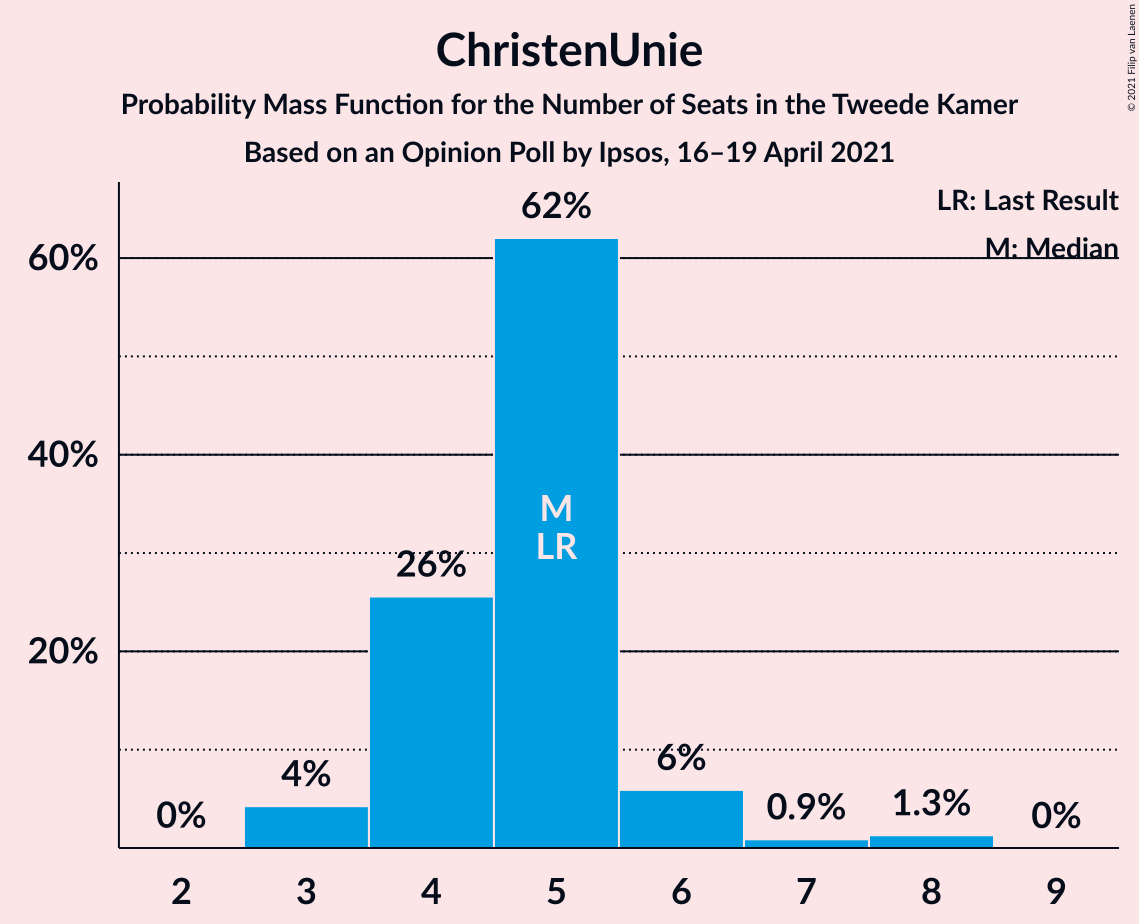 ChristenUnie
Probability Mass Function for the Number of Seats in the Tweede Kamer
Based on an Opinion Poll by Ipsos, 16–19 April 2021
© 2021 Filip van Laenen
LR: Last Result
M: Median
60%
40%
20%
0%
4%
26%
62%
M
LR
6%
0.9%
1.3%
0%
2 3 4 5 6 7 8 9